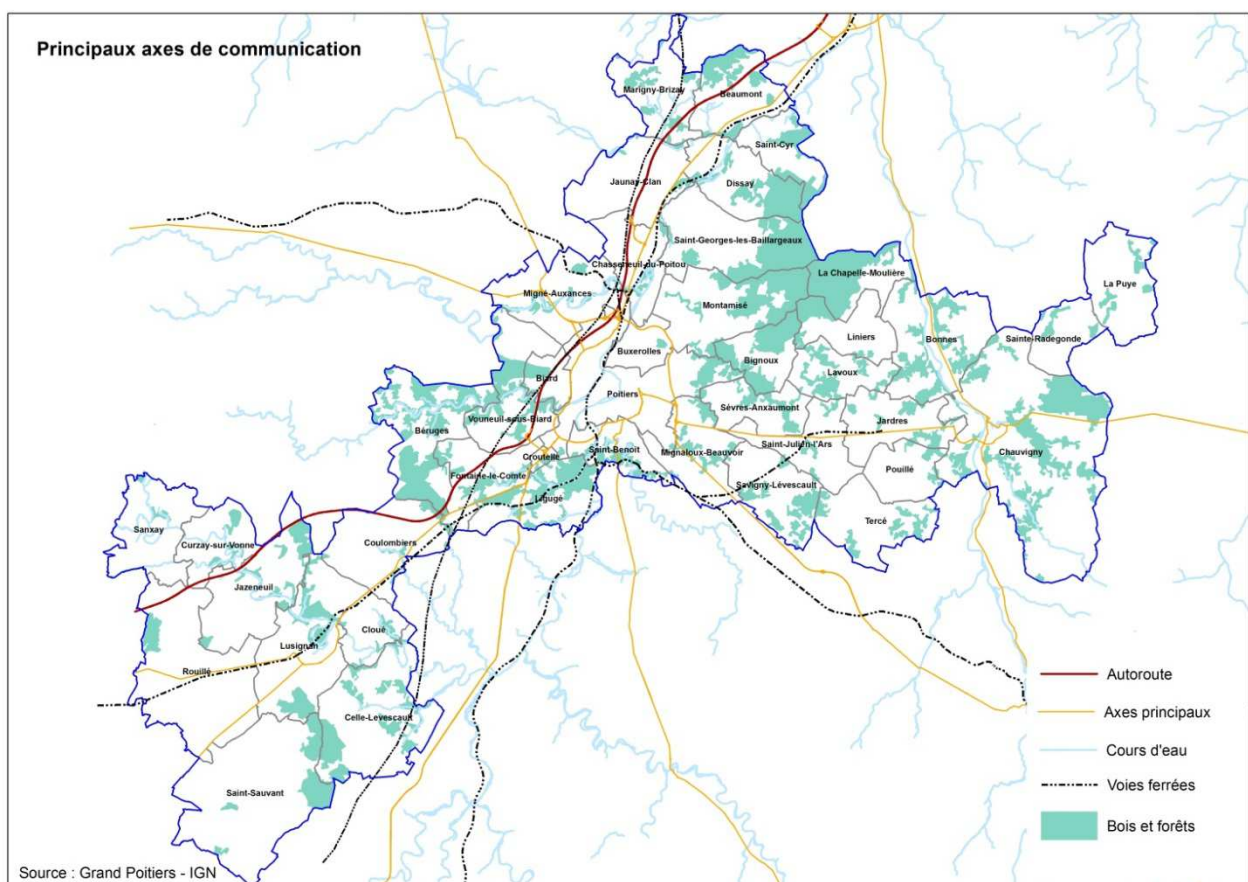 Principaux axes de communication
Marigny-Brizay
Beaumont
Saint-Cyr
Jaunay-Clan
Dissay
Saint-Georges-les-Baillargeaux
Chasseneuil-du-Poitou
La Chapelle-Moulière
La Puye
Migné-Auxances
Montamisé
Liniers
Bonnes
Sainte-Radegonde
Buxerolles
Bignoux
Lavoux
Biard
Poitiers
Sèvres-Anxaumont
Vouneuil-sous-Biard
Jardres
Béruges
Saint-Julien-l'Ars
Croutelle
Saint-Benoit
Mignaloux-Beauvoir
Chauvigny
Fontaine-le-Comte
Pouillé
Ligugé
Savigny-Lévescault
Sanxay
Tercé
Curzay-sur-Vonne
Coulombiers
Jazeneuil
Cloué
Lusignan
Rouillé
Celle-Levescault
Saint-Sauvant
Autoroute
Axes principaux
Cours d'eau
Voies ferrées
Bois et forêts
Source : Grand Poitiers - IGN